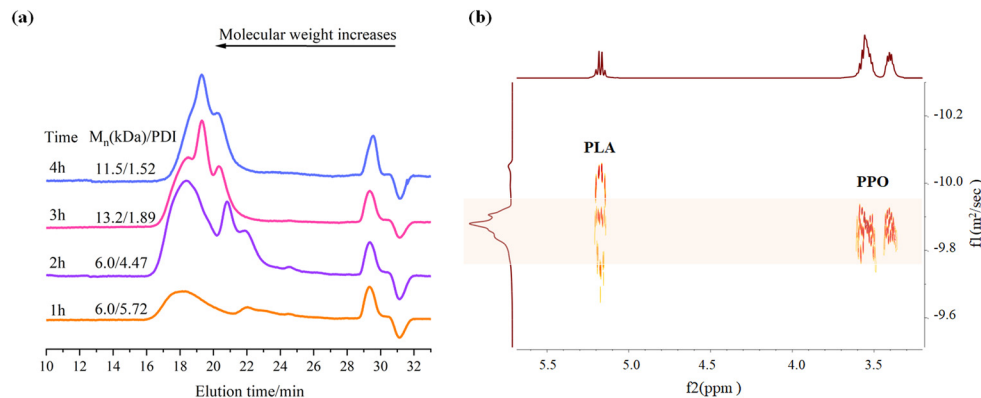 (a)
Molecular weight increases
Time Mn(kDa)/PDI
4h 11.5/1.52
3h 13.2/1.89
2h 6.0/4.47
1h 6.0/5.72
10 12 14 16 18 20 22 24 26 28 30 32
Elution time/min
(b)
-10.2
PLA
-10.0
PPO
-9.8
-9.6
f1(m²/sec)
5.5 5.0 4.5 4.0 3.5
f2(ppm)